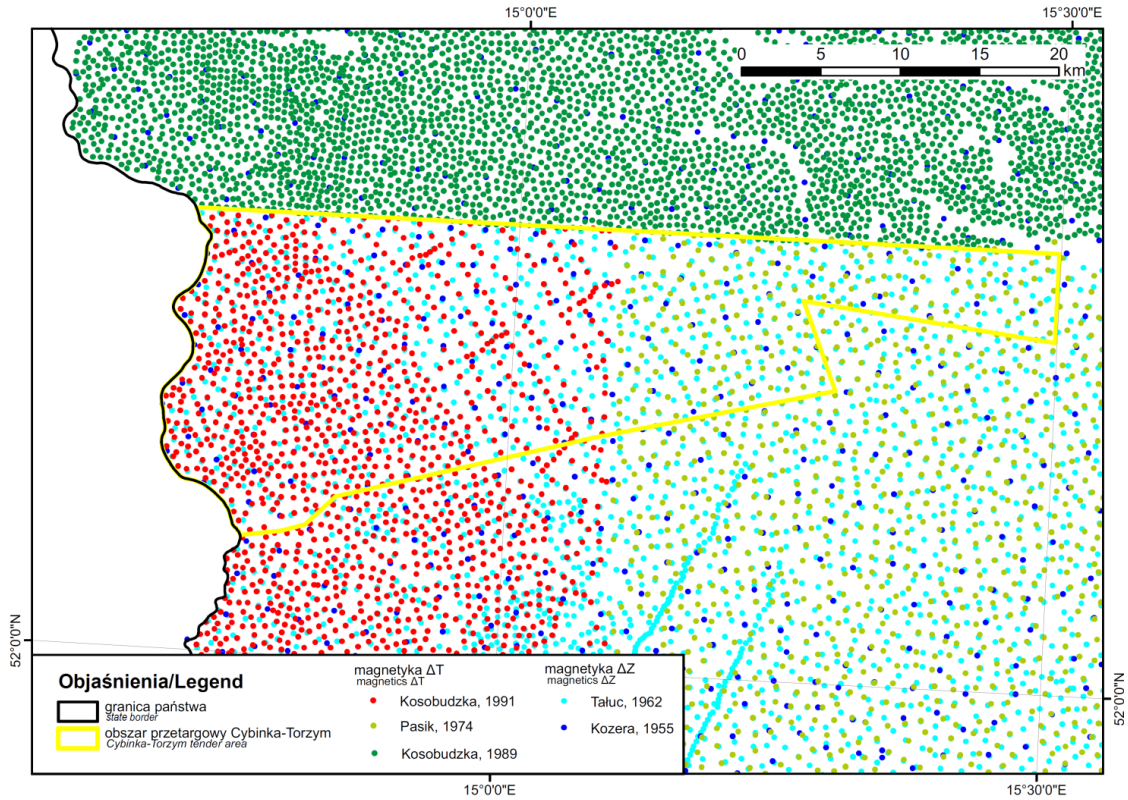 15°0'0"E
15°30'0"E
0 5 10 15 20
km
52°0'0"N
52°0'0"N
Objaśnienia/Legend
granica państwa
state border
obszar przetargowy Cybinka-Torzym
Cybinka-Torzym tender area
magnetyka ΔT
magnetics ΔT
Kosobudzka, 1991
Pasik, 1974
Kosobudzka, 1989
magnetyka ΔZ
magnetics ΔZ
Tałuc, 1962
Kozera, 1955
15°0'0"E
15°30'0"E